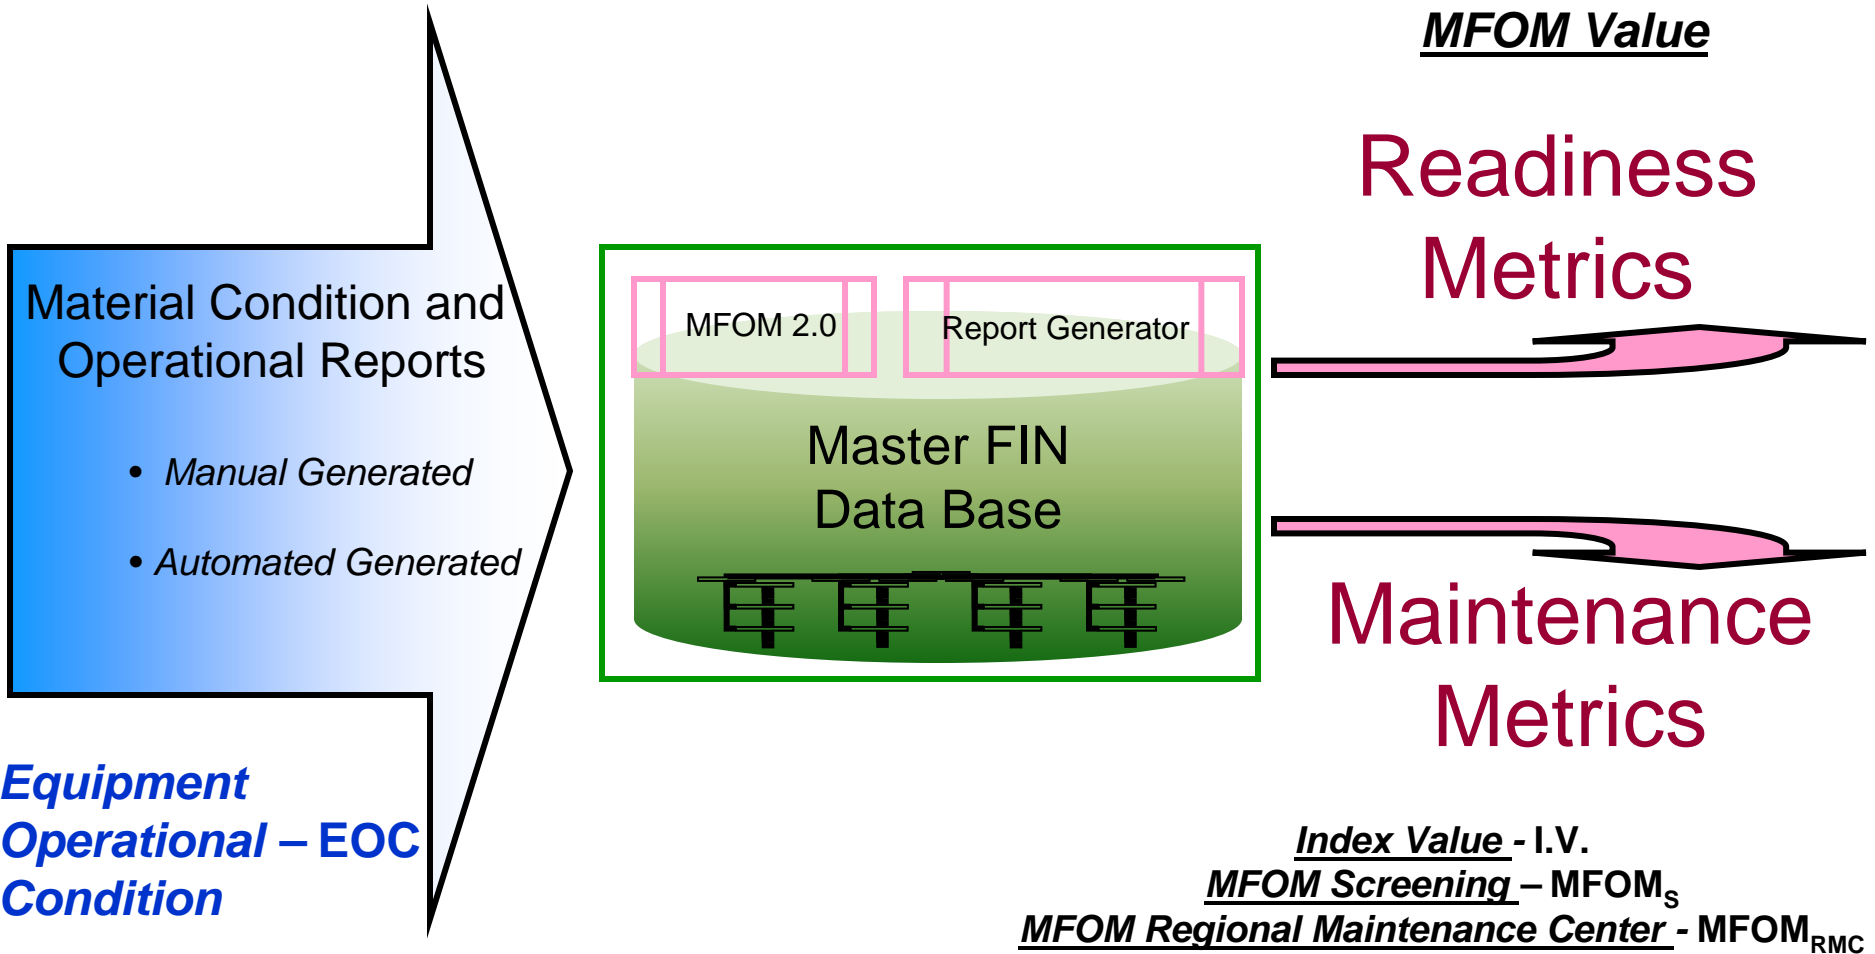 MFOM Value
Readiness
Metrics
Material Condition and
Operational Reports
• Manual Generated
• Automated Generated
MFOM 2.0
Report Generator
Master FIN
Data Base
Maintenance
Metrics
Equipment
Operational – EOC
Condition
Index Value - I.V.
MFOM Screening – MFOMS
MFOM Regional Maintenance Center - MFOMRMC